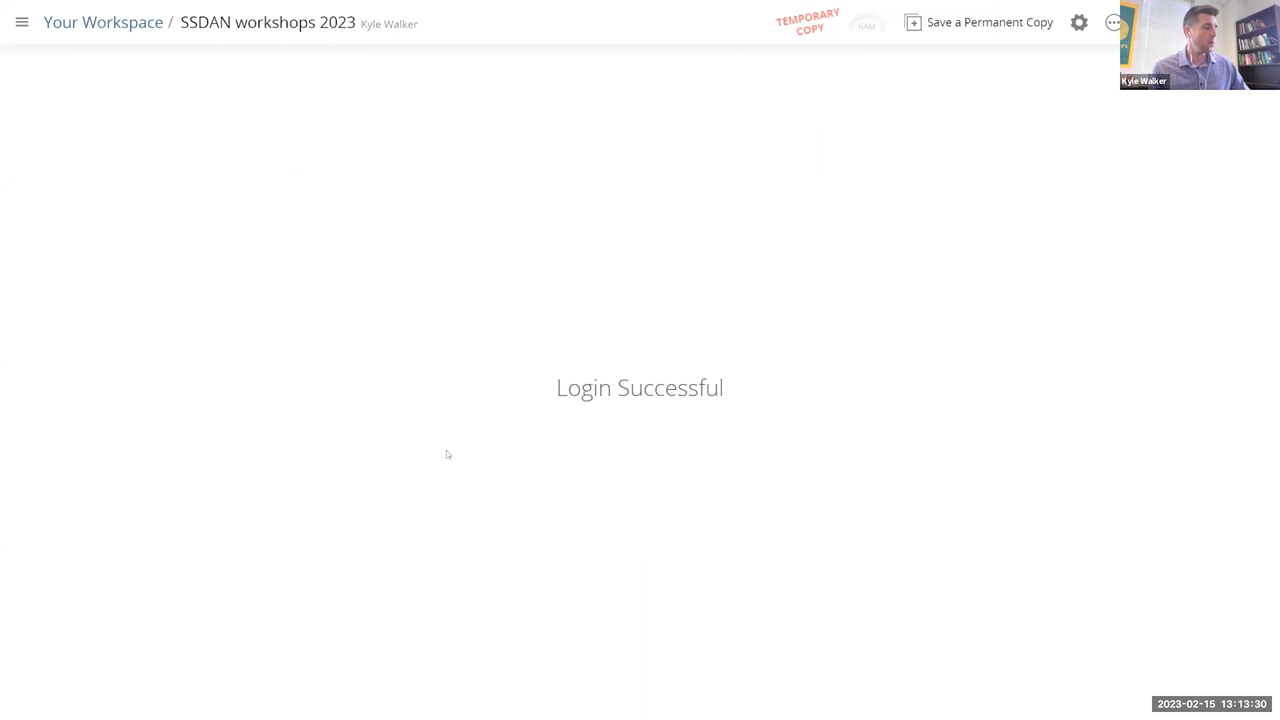 Your Workspace / SSDAN workshops 2023 Kyle Walker
TEMPORARY
COPY
RAM
Save a Permanent Copy
Kyle Walker
Login Successful
2023-02-15 13:13:30